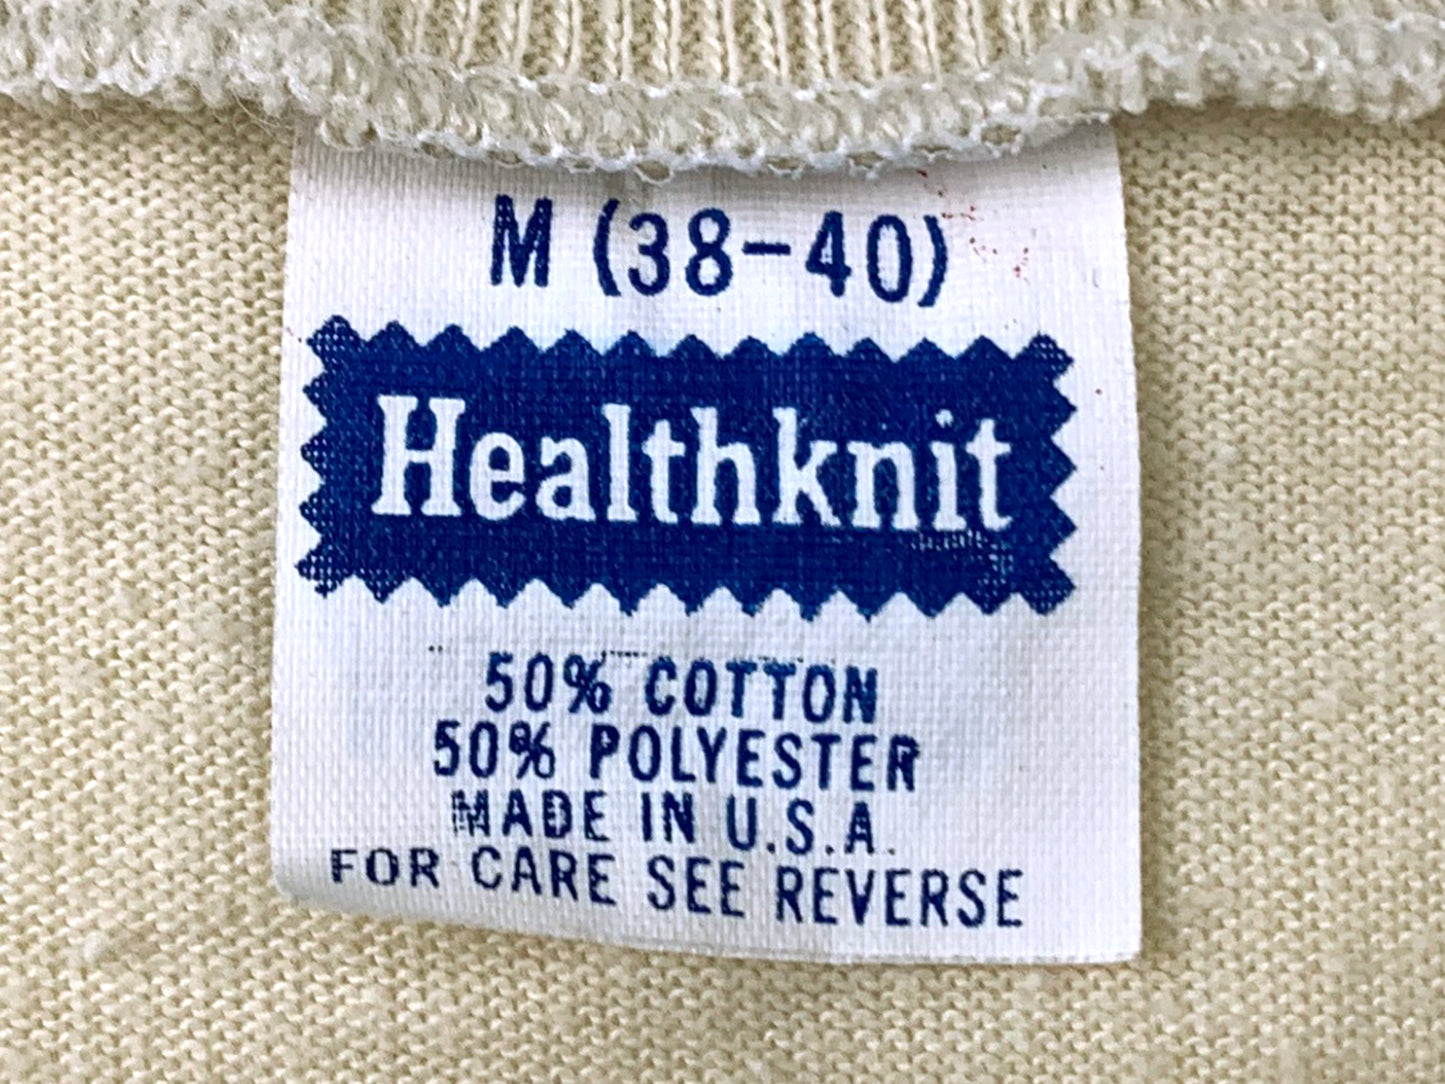 M (38-40)
Healthknit
50% COTTON
50% POLYESTER
MADE IN U.S.A.
FOR CARE SEE REVERSE